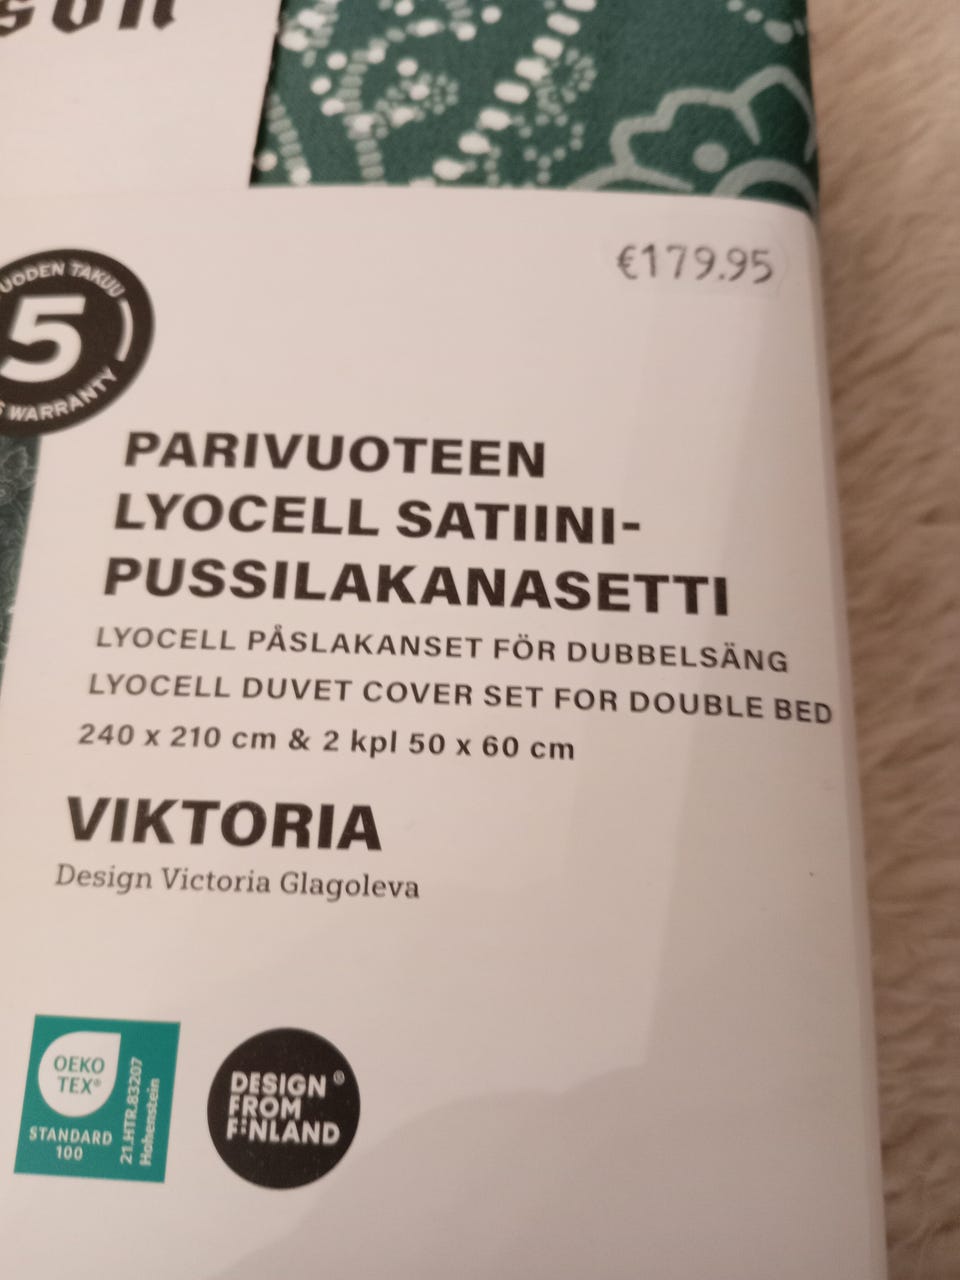 €179.95
UODEN TAKUU
5
WARRANTY
PARIVUOTEEN
LYOCELL SATIINI-
PUSSILAKANASETTI
LYOCELL PÅSLAKANSET FÖR DUBBELSÄNG
LYOCELL DUVET COVER SET FOR DOUBLE BED
240 x 210 cm & 2 kpl 50 x 60 cm
VIKTORIA
Design Victoria Glagoleva
OEKO
TEX®
STANDARD
100
21.HTR.83207
Hohenstein
DESIGN ®
FROM
FINLAND